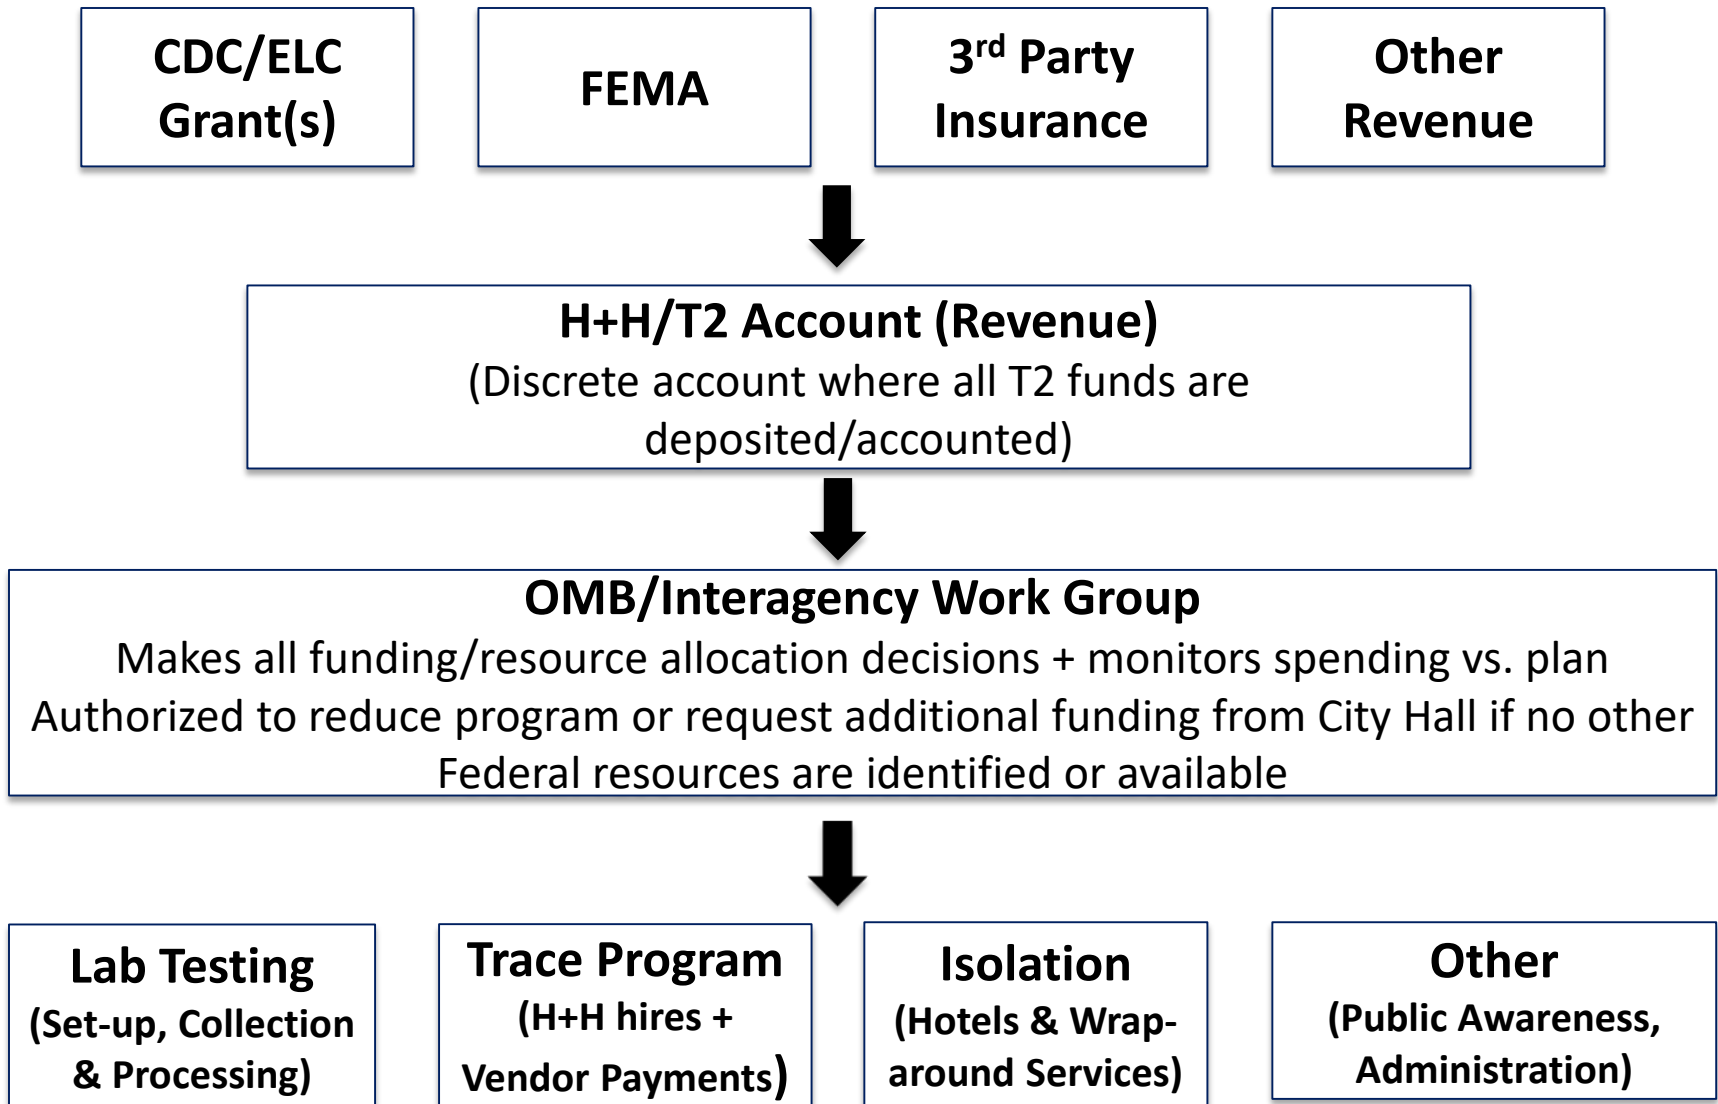 CDC/ELC
Grant(s)
FEMA
3rd Party
Insurance
Other
Revenue
H+H/T2 Account (Revenue)
(Discrete account where all T2 funds are
deposited/accounted)
OMB/Interagency Work Group
Makes all funding/resource allocation decisions + monitors spending vs. plan
Authorized to reduce program or request additional funding from City Hall if no other
Federal resources are identified or available
Lab Testing
(Set-up, Collection
& Processing)
Trace Program
(H+H hires +
Vendor Payments)
Isolation
(Hotels & Wrap-
around Services)
Other
(Public Awareness,
Administration)